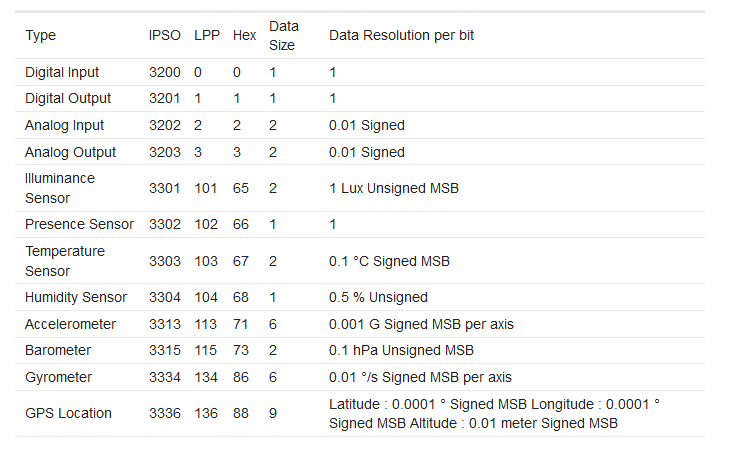 Type IPSO LPP Hex Data Size Data Resolution per bit
Digital Input 3200 0 0 1 1
Digital Output 3201 1 1 1 1
Analog Input 3202 2 2 2 0.01 Signed
Analog Output 3203 3 3 2 0.01 Signed
Illuminance Sensor 3301 101 65 2 1 Lux Unsigned MSB
Presence Sensor 3302 102 66 1 1
Temperature Sensor 3303 103 67 2 0.1 °C Signed MSB
Humidity Sensor 3304 104 68 1 0.5 % Unsigned
Accelerometer 3313 113 71 6 0.001 G Signed MSB per axis
Barometer 3315 115 73 2 0.1 hPa Unsigned MSB
Gyrometer 3334 134 86 6 0.01 °/s Signed MSB per axis
GPS Location 3336 136 88 9 Latitude : 0.0001 ° Signed MSB Longitude : 0.0001 °
Signed MSB Altitude : 0.01 meter Signed MSB